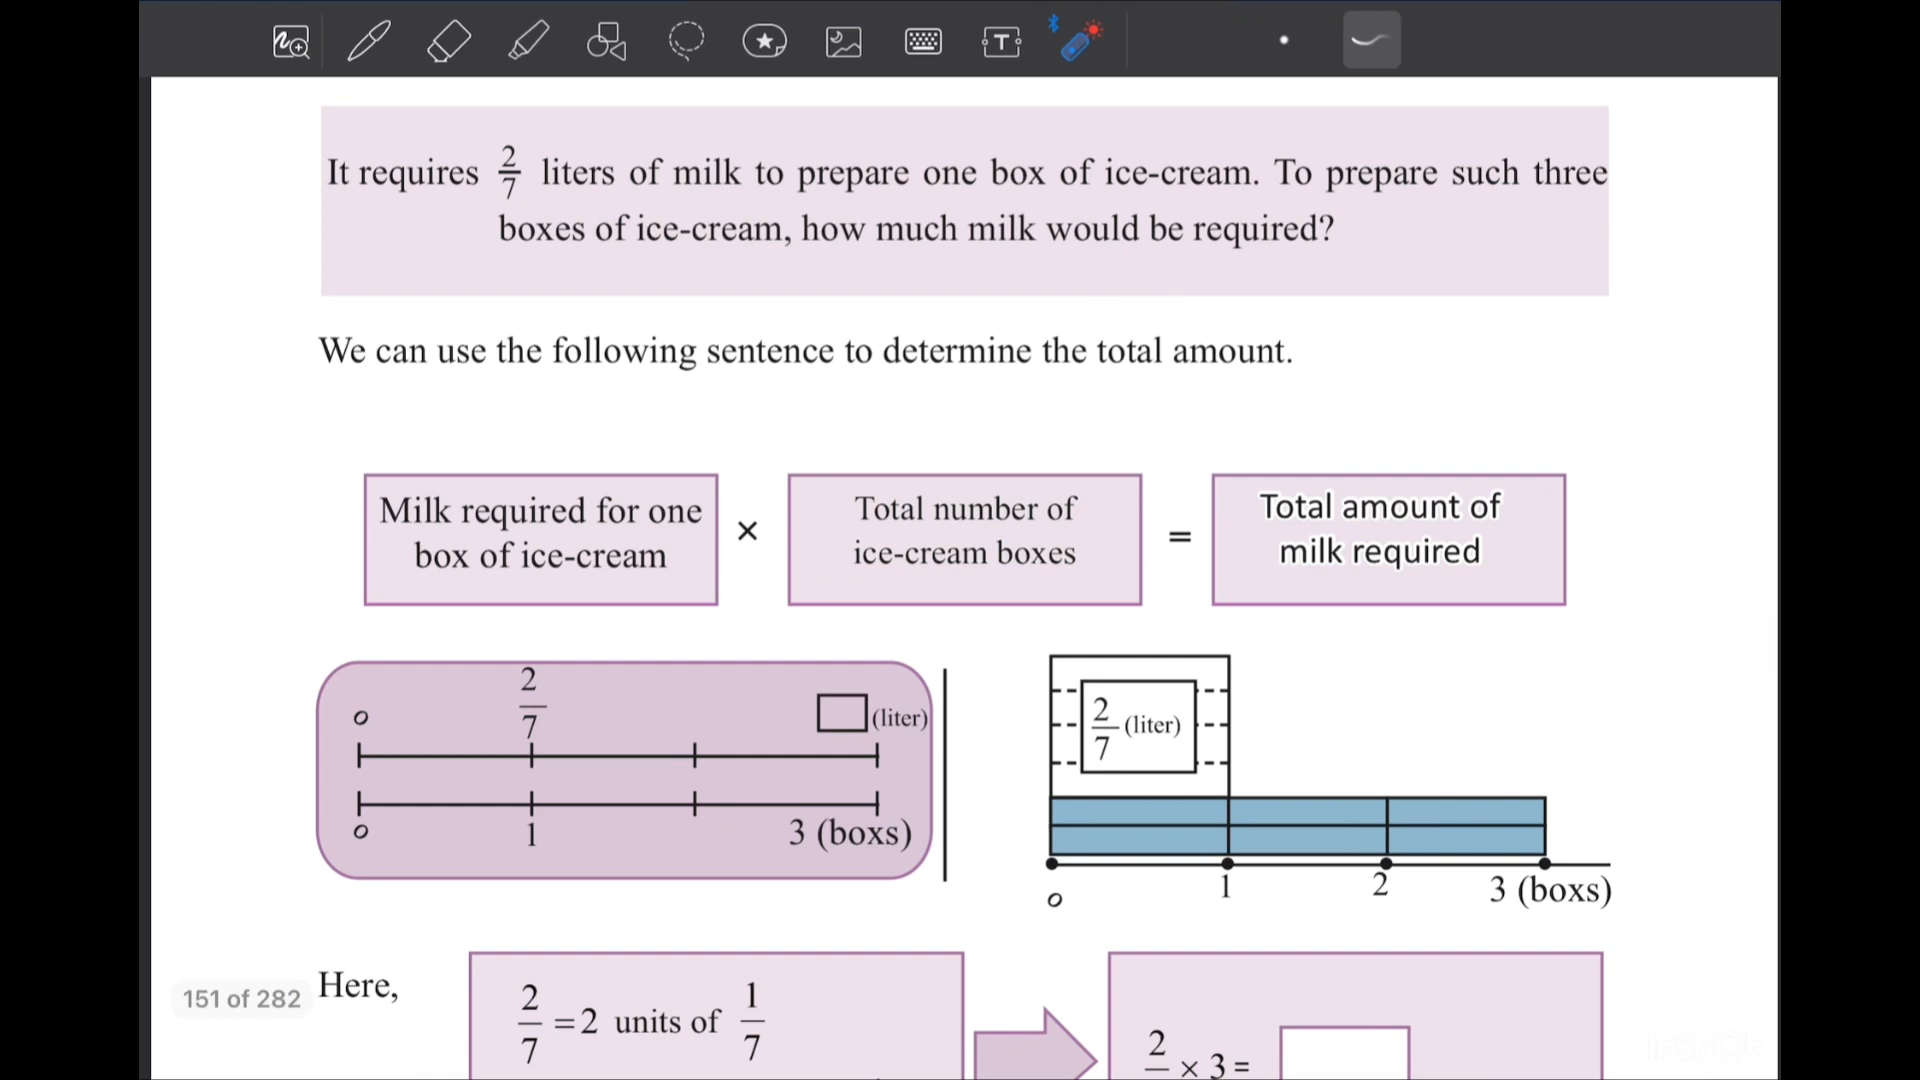 It requires 2/7 liters of milk to prepare one box of ice-cream. To prepare such three
boxes of ice-cream, how much milk would be required?
We can use the following sentence to determine the total amount.
Milk required for one
box of ice-cream
×
Total number of
ice-cream boxes
=
Total amount of
milk required
0
2/7
(liter)
0
1
3 (boxs)
2/7 (liter)
0
1
2
3 (boxs)
151 of 282
Here,
2/7 =2 units of 1/7
2
× 3 =